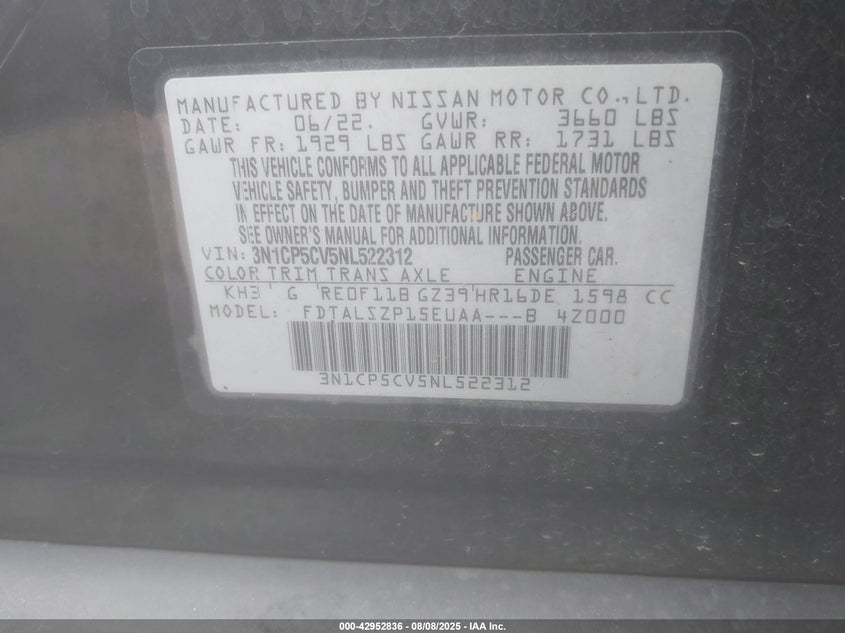 MANUFACTURED BY NISSAN MOTOR CO., LTD.
DATE: 06/22. GVWR: 3660 LBS
GAWR FR: 1929 LBS GAWR RR: 1731 LBS
THIS VEHICLE CONFORMS TO ALL APPLICABLE FEDERAL MOTOR
VEHICLE SAFETY, BUMPER AND THEFT PREVENTION STANDARDS
IN EFFECT ON THE DATE OF MANUFACTURE SHOWN ABOVE.
SEE OWNER'S MANUAL FOR ADDITIONAL INFORMATION.
VIN: 3N1CP5CV5NL522312 PASSENGER CAR.
COLOR TRIM TRANS AXLE ENGINE
KH3 G RE0F11B GZ39 HR16DE 1598 CC
MODEL: FDTALSZP15EUAA---B 4Z000
3N1CP5CV5NL522312
000-42952836 - 08/08/2025 - IAA Inc.